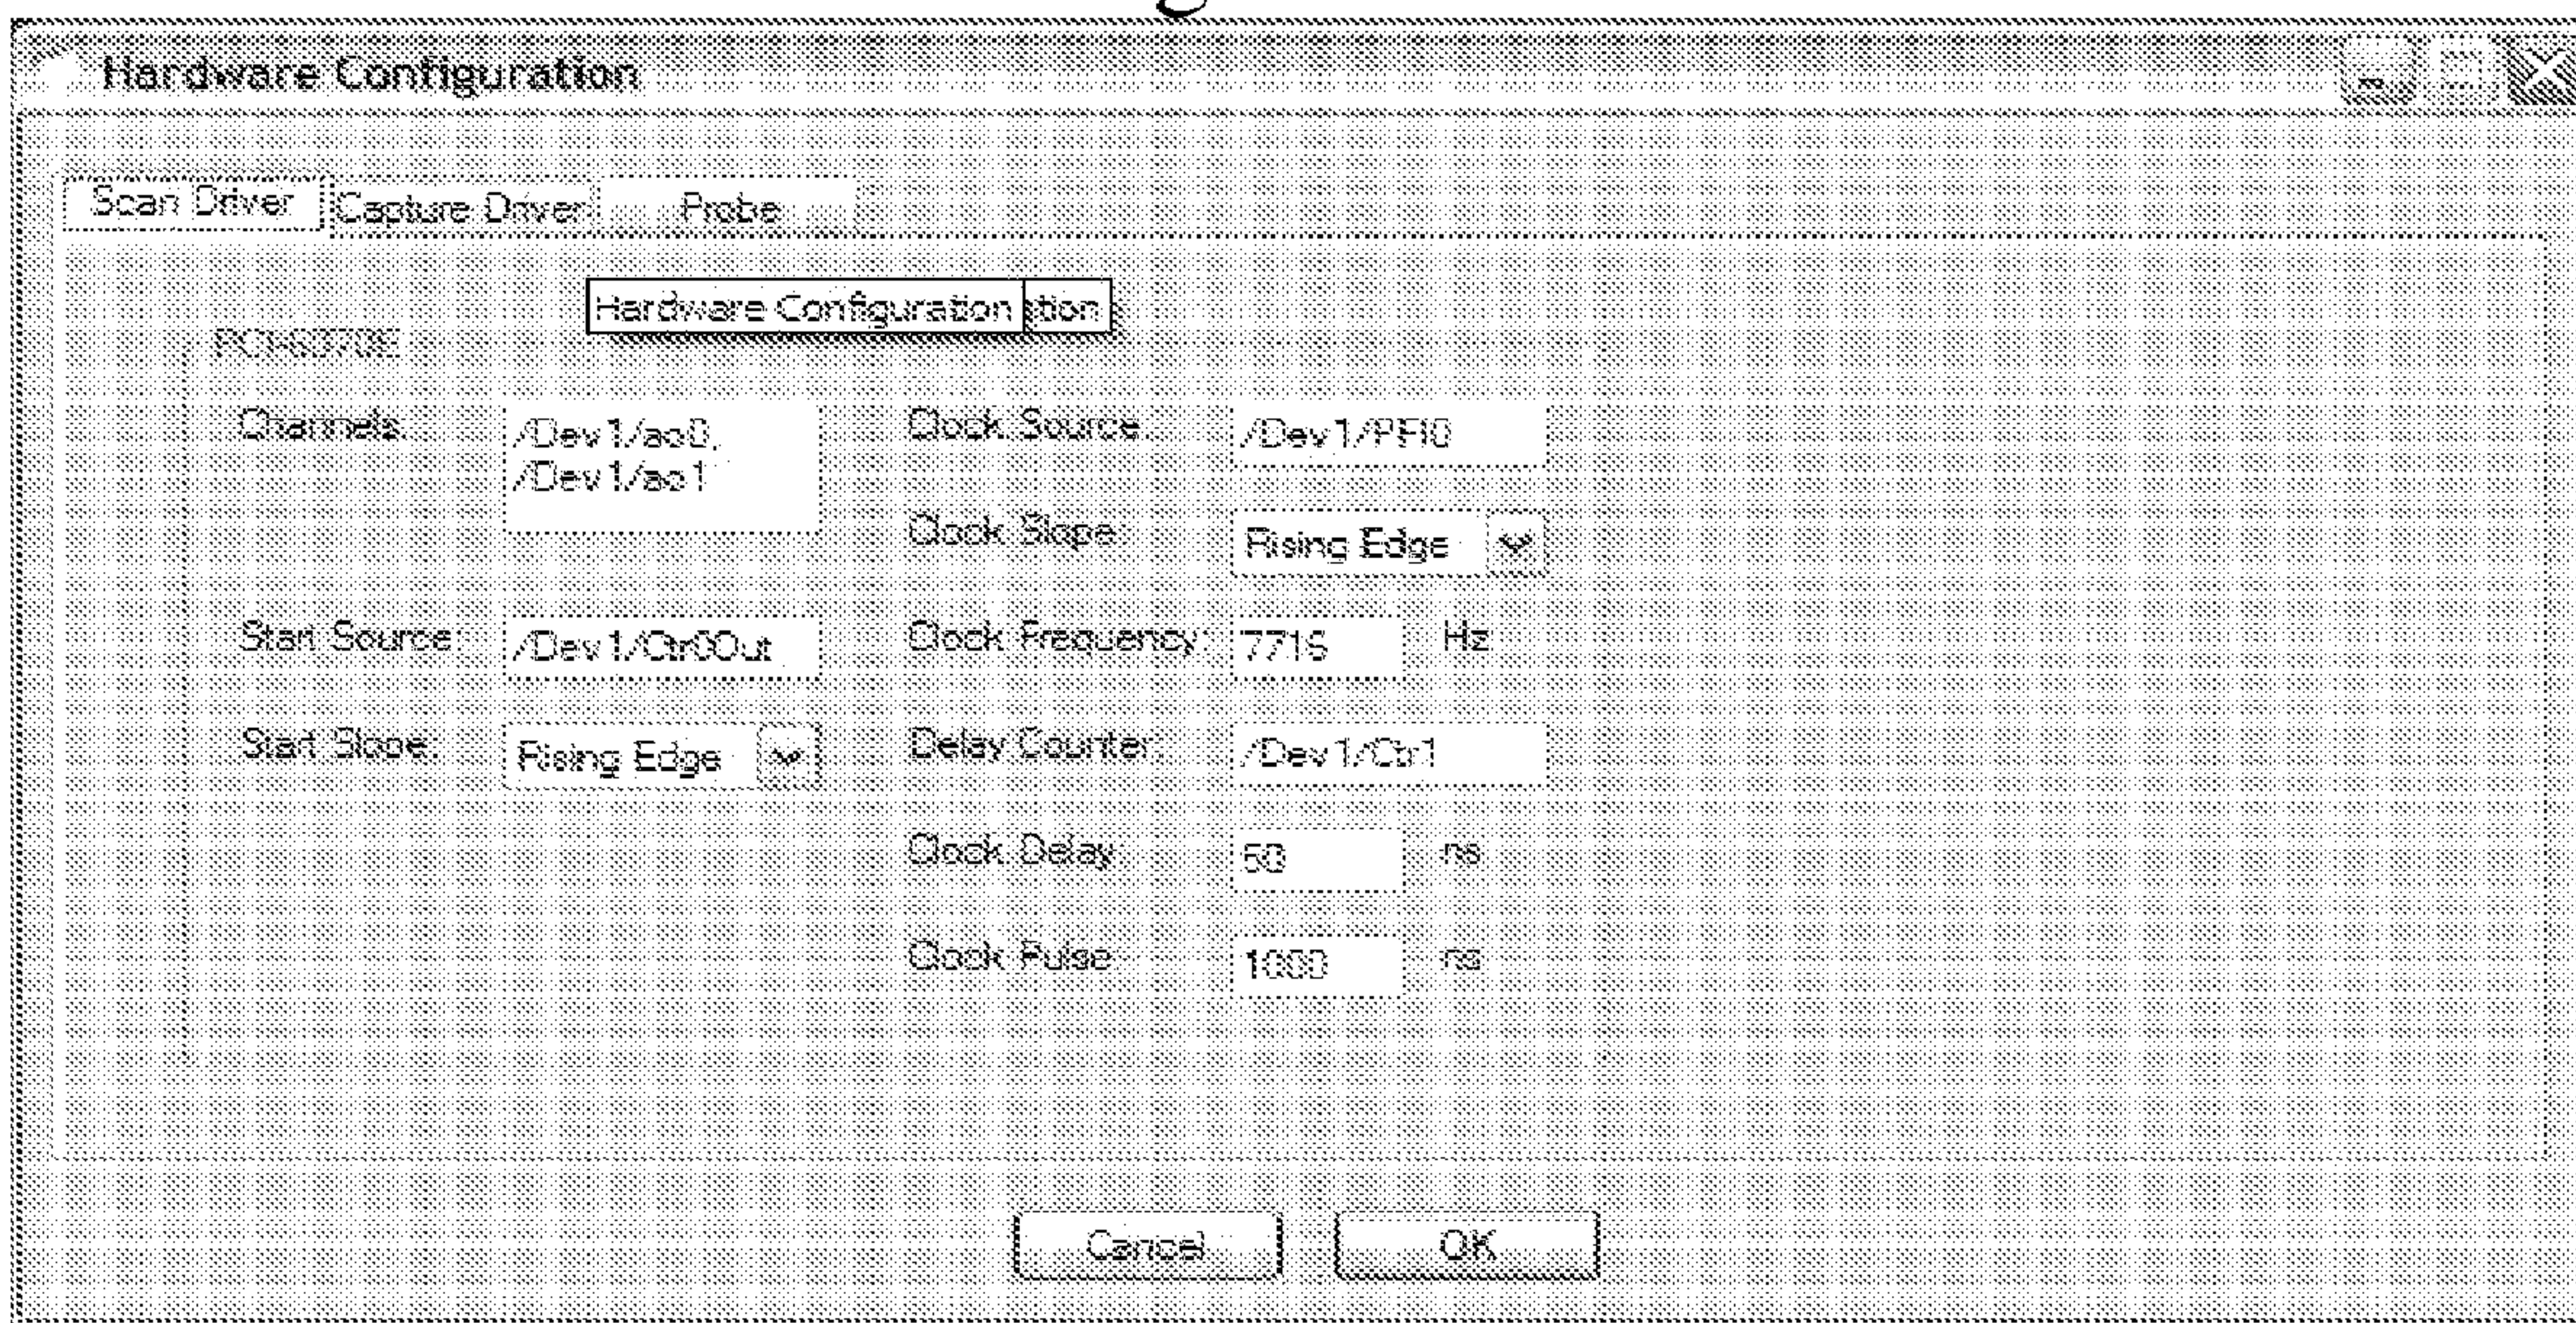 Hardware Configuration
Scan Driver Capture Driver Probe
Hardware Configuration tion
Channels: /Dev1/ao0, /Dev1/ao1
Clock Source: /Dev1/PFI0
Clock Slope: Rising Edge
Start Source: /Dev1/Ctr0Out
Clock Frequency: Hz
Start Slope: Rising Edge
Delay Counter: /Dev1/Ctr1
Clock Delay: ns
Clock Pulse: 1000 ns
Cancel OK